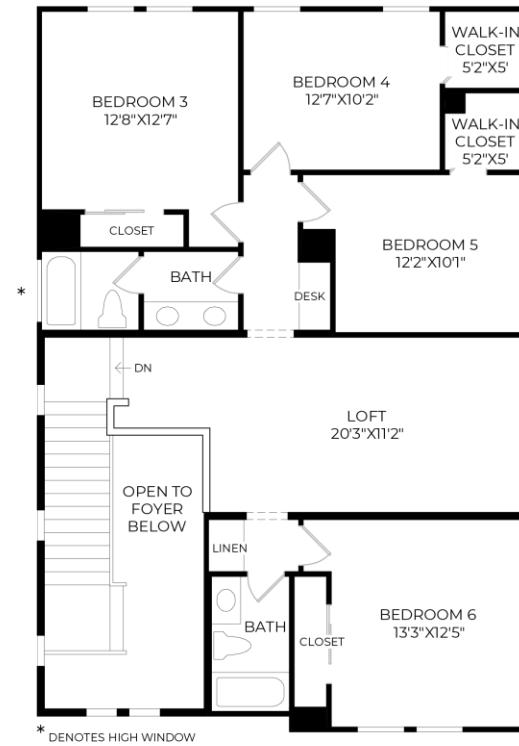 BEDROOM 3
12'8"X12'7"
BEDROOM 4
12'7"X10'2"
WALK-IN
CLOSET
5'2"X5'
WALK-IN
CLOSET
5'2"X5'
CLOSET
BEDROOM 5
12'2"X10'1"
BATH
DESK
*
DN
LOFT
20'3"X11'2"
OPEN TO
FOYER
BELOW
LINEN
BATH
CLOSET
BEDROOM 6
13'3"X12'5"
* DENOTES HIGH WINDOW